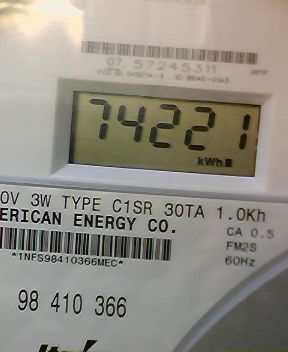 07 57245311
74221
kWh
0V 3W TYPE C1SR 30TA 1.0Kh
ERICAN ENERGY CO.
CA 0.5
FM2S
60Hz
*1NFS98410366MEC*
98 410 366